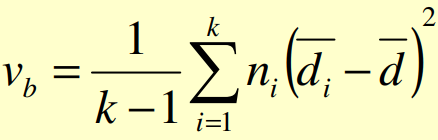 $v_b = \frac{1}{k-1} \sum_{i=1}^{k} n_i \left( \overline{d_i} - \overline{d} \right)^2$